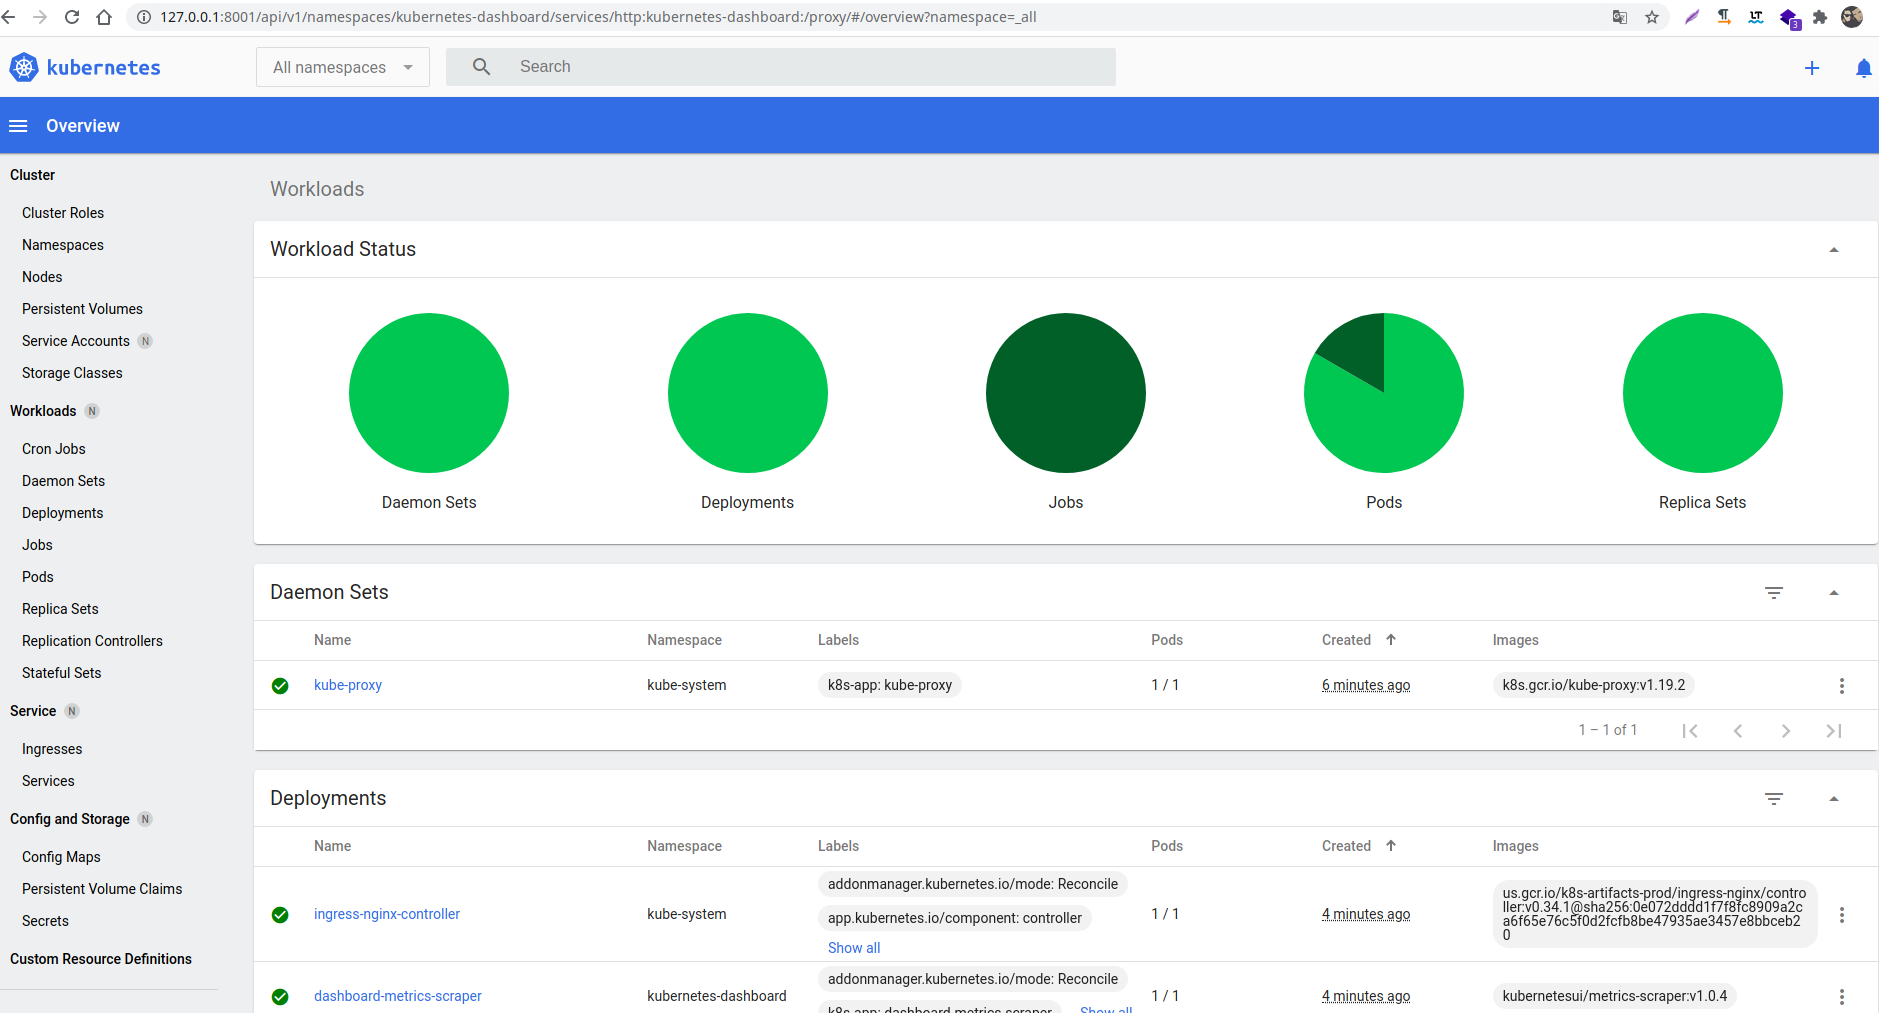 127.0.0.1:8001/api/v1/namespaces/kubernetes-dashboard/services/http:kubernetes-dashboard:/proxy/#/overview?namespace=_all
3
kubernetes
All namespaces
Search
Overview
Cluster
Cluster Roles
Namespaces
Nodes
Persistent Volumes
Service Accounts N
Storage Classes
Workloads N
Cron Jobs
Daemon Sets
Deployments
Jobs
Pods
Replica Sets
Replication Controllers
Stateful Sets
Service N
Ingresses
Services
Config and Storage N
Config Maps
Persistent Volume Claims
Secrets
Custom Resource Definitions
Workloads
Workload Status
Daemon Sets
Deployments
Jobs
Pods
Replica Sets
Daemon Sets
Name Namespace Labels Pods Created Images
kube-proxy kube-system k8s-app: kube-proxy 1 / 1 6 minutes ago k8s.gcr.io/kube-proxy:v1.19.2
1 – 1 of 1
Deployments
Name Namespace Labels Pods Created Images
ingress-nginx-controller kube-system
addonmanager.kubernetes.io/mode: Reconcile
app.kubernetes.io/component: controller
Show all
1 / 1 4 minutes ago
us.gcr.io/k8s-artifacts-prod/ingress-nginx/contro
ller:v0.34.1@sha256:0e072dddd1f7f8fc8909a2c
a6f65e76c5f0d2fcfb8be47935ae3457e8bbceb2
0
dashboard-metrics-scraper kubernetes-dashboard
addonmanager.kubernetes.io/mode: Reconcile
k8s-app: dashboard-metrics-scraper Show all
1 / 1 4 minutes ago kubernetesui/metrics-scraper:v1.0.4